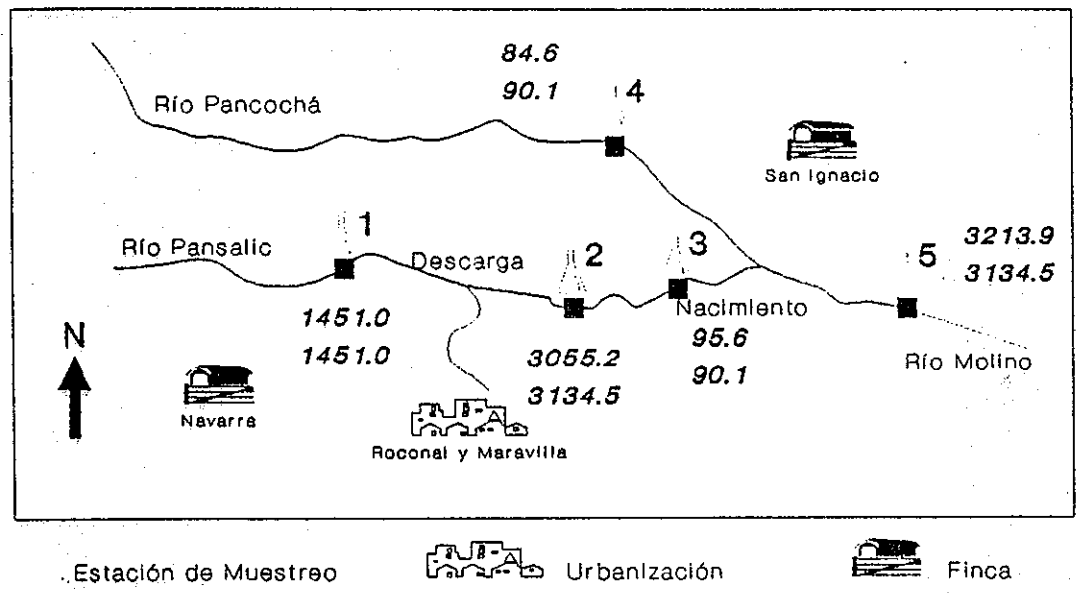 84.6
90.1
4
Río Pancochá
San Ignacio
1
Río Pansalic
Descarga
2
3
5
3213.9
3134.5
1451.0
1451.0
Nacimiento
95.6
90.1
3055.2
3134.5
Río Molino
N
Navarra
Roconal y Maravilla
Estación de Muestreo
Urbanización
Finca